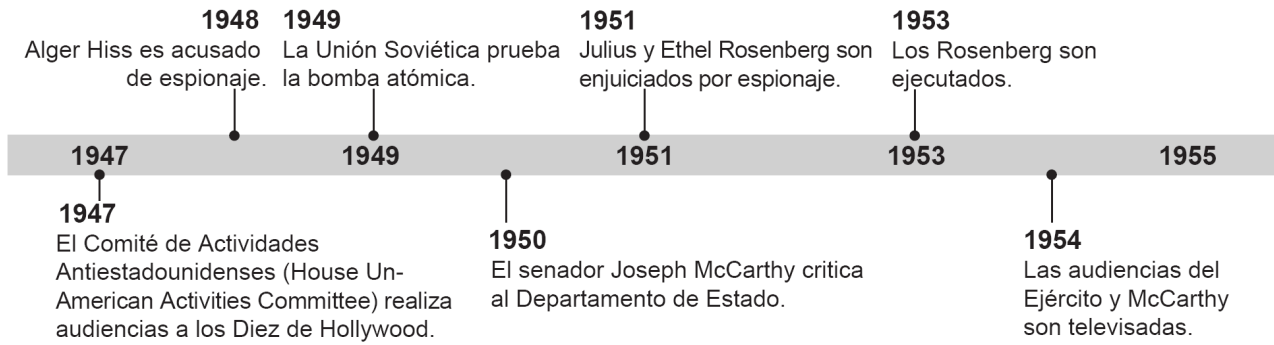 1948
Alger Hiss es acusado
de espionaje.
1949
La Unión Soviética prueba
la bomba atómica.
1951
Julius y Ethel Rosenberg son
enjuiciados por espionaje.
1953
Los Rosenberg son
ejecutados.
1947 1949 1951 1953 1955
1947
El Comité de Actividades
Antiestadounidenses (House Un-
American Activities Committee) realiza
audiencias a los Diez de Hollywood.
1950
El senador Joseph McCarthy critica
al Departamento de Estado.
1954
Las audiencias del
Ejército y McCarthy
son televisadas.